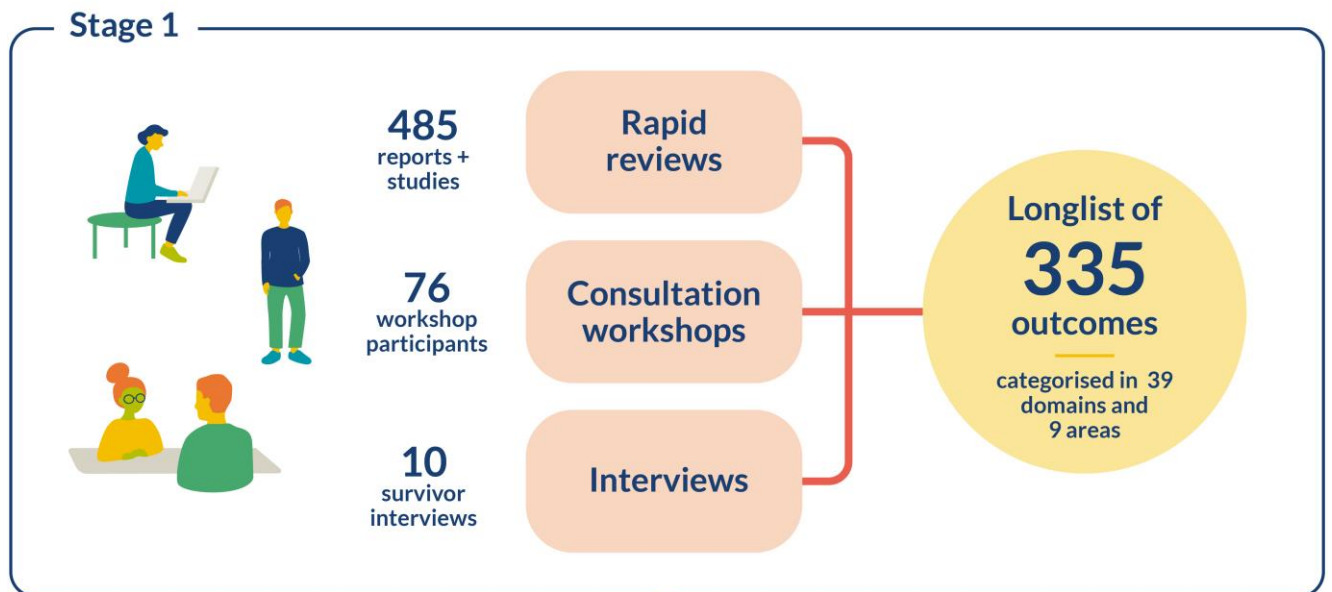 Stage 1
485
reports +
studies
Rapid
reviews
76
workshop
participants
Consultation
workshops
10
survivor
interviews
Interviews
Longlist of
335
outcomes
categorised in 39
domains and
9 areas